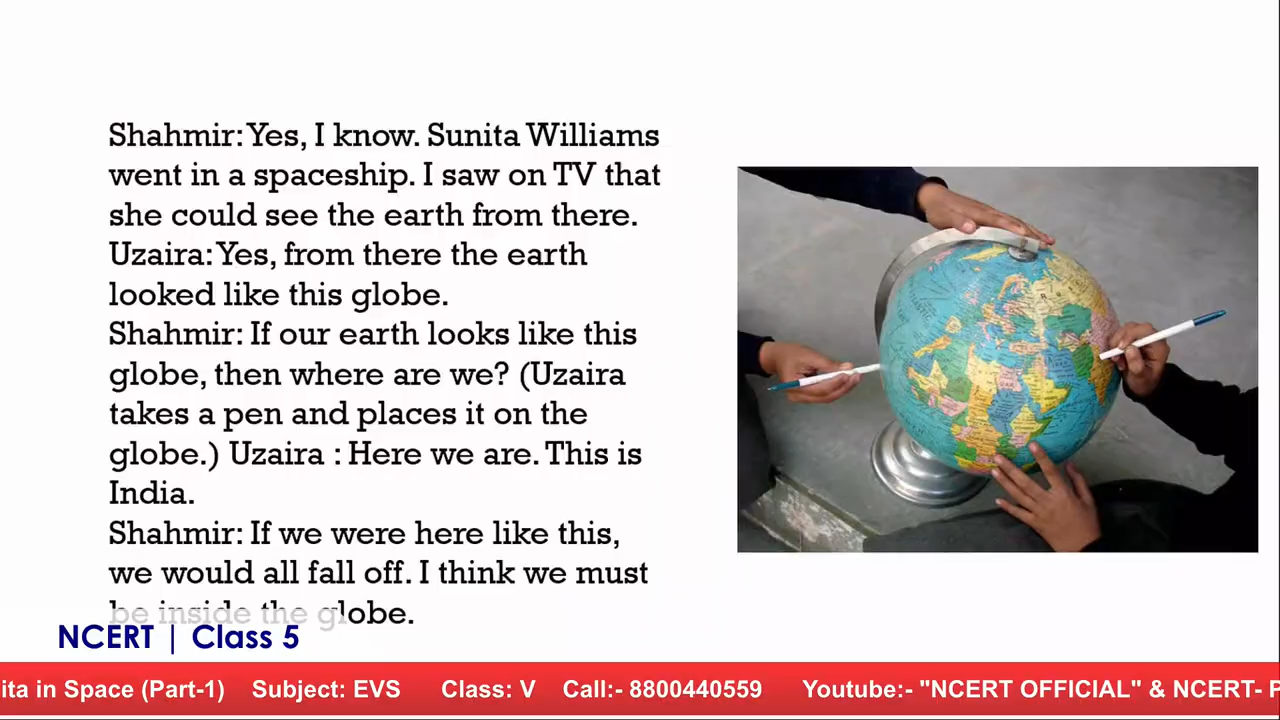 Shahmir: Yes, I know. Sunita Williams
went in a spaceship. I saw on TV that
she could see the earth from there.
Uzaira: Yes, from there the earth
looked like this globe.
Shahmir: If our earth looks like this
globe, then where are we? (Uzaira
takes a pen and places it on the
globe.) Uzaira : Here we are. This is
India.
Shahmir: If we were here like this,
we would all fall off. I think we must
be inside the globe.
NCERT | Class 5
ita in Space (Part-1) Subject: EVS Class: V Call:- 8800440559 Youtube:- "NCERT OFFICIAL" & NCERT- P